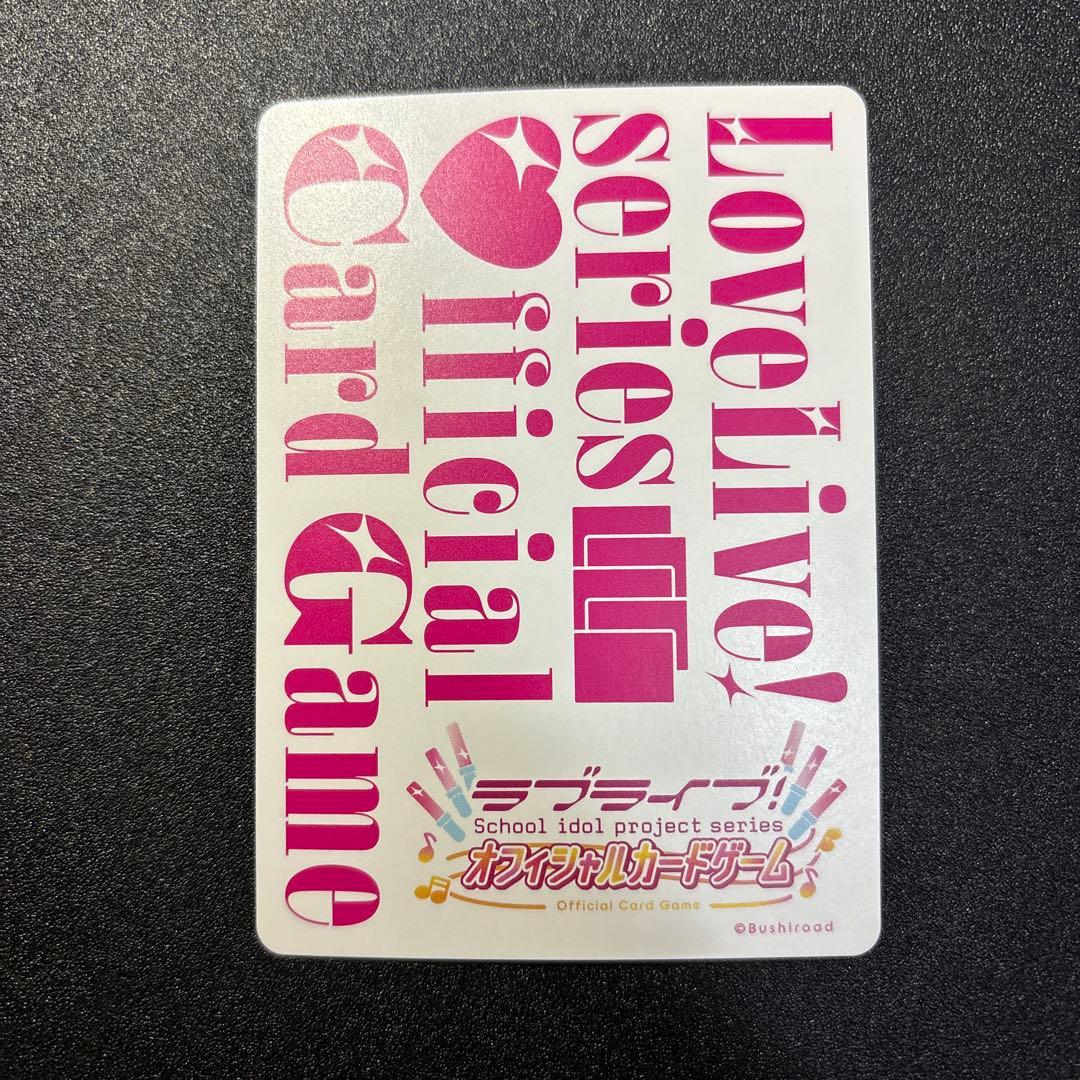 LoveLive!
series
♥fficial
Card Game
ラブライブ!
School idol project series
オフィシャルカードゲーム
Official Card Game
©Bushiroad